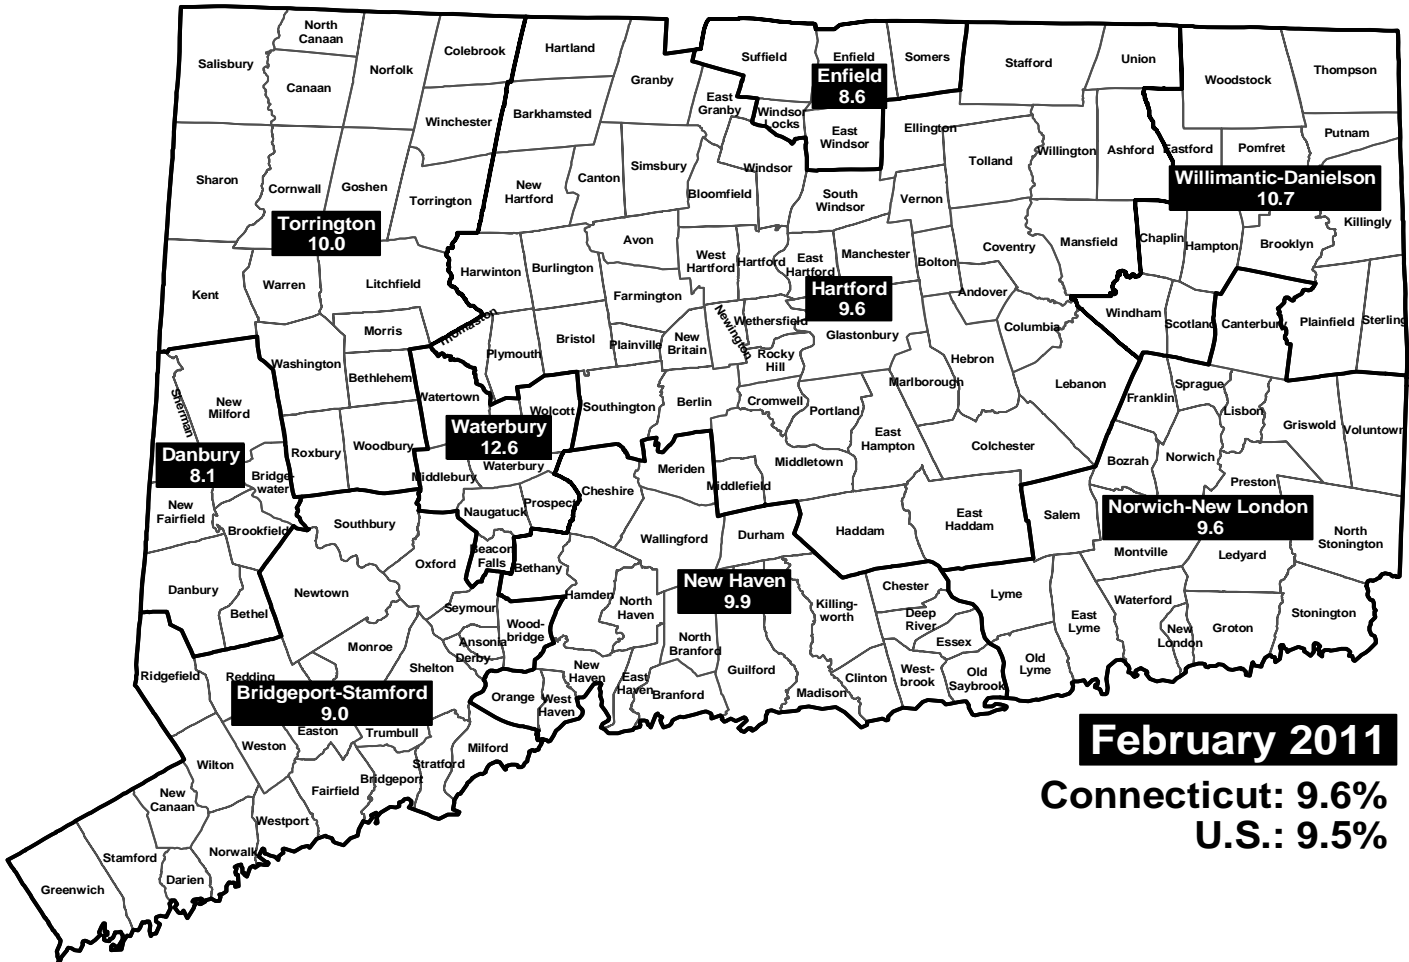 North
Canaan
Colebrook
Hartland
Salisbury
Norfolk
Canaan
Granby
Suffield
Enfield
Somers
Stafford
Union
Woodstock
Thompson
Enfield
8.6
Winchester
Barkhamsted
East
Granby
Windsor
Locks
East
Windsor
Ellington
Tolland
Willington
Ashford
Eastford
Pomfret
Putnam
Sharon
Cornwall
Goshen
Torrington
New
Hartford
Canton
Simsbury
Bloomfield
Windsor
South
Windsor
Vernon
Willimantic-Danielson
10.7
Killingly
Torrington
10.0
Avon
West
Hartford
Hartford
East
Hartford
Manchester
Bolton
Coventry
Mansfield
Chaplin
Hampton
Brooklyn
Kent
Warren
Litchfield
Harwinton
Burlington
Farmington
Hartford
9.6
Andover
Columbia
Windham
Scotland
Canterbury
Plainfield
Sterling
Morris
Thomaston
Plymouth
Bristol
Plainville
New
Britain
Newington
Wethersfield
Rocky
Hill
Glastonbury
Hebron
Marlborough
Lebanon
Washington
Bethlehem
Watertown
Wolcott
Southington
Berlin
Cromwell
Portland
Franklin
Sprague
Lisbon
Griswold
Voluntown
Sherman
New
Milford
Roxbury
Woodbury
Waterbury
12.6
Waterbury
East
Hampton
Colchester
Bozrah
Norwich
Preston
Danbury
8.1
Bridge-
water
Middlebury
Naugatuck
Prospect
Cheshire
Meriden
Middlefield
Middletown
Norwich-New London
9.6
New
Fairfield
Brookfield
Southbury
Oxford
Beacon
Falls
Bethany
Wallingford
Durham
Haddam
East
Haddam
Salem
Montville
Ledyard
North
Stonington
Danbury
Bethel
Newtown
Seymour
Wood-
bridge
Hamden
North
Haven
New Haven
9.9
Killing-
worth
Chester
Deep
River
Essex
Lyme
East
Lyme
Waterford
New
London
Groton
Stonington
Monroe
Ansonia
Derby
Shelton
North
Branford
Guilford
Madison
Clinton
West-
brook
Old
Saybrook
Old
Lyme
Ridgefield
Redding
Bridgeport-Stamford
9.0
Orange
West
Haven
New
Haven
East
Haven
Branford
Wilton
Weston
Easton
Trumbull
Stratford
Milford
Bridgeport
Fairfield
New
Canaan
Westport
Norwalk
Stamford
Darien
Greenwich
February 2011
Connecticut: 9.6%
U.S.: 9.5%